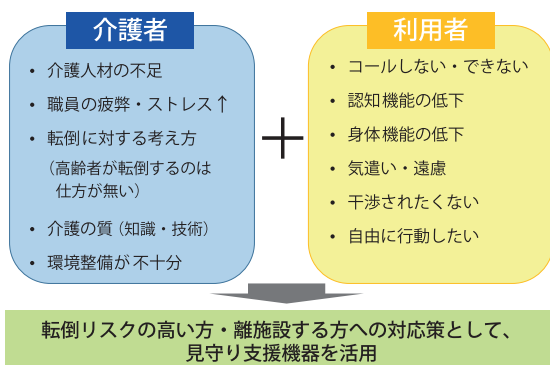 介護者
・ 介護人材の不足
・ 職員の疲弊・ストレス↑
・ 転倒に対する考え方
（高齢者が転倒するのは
仕方が無い）
・ 介護の質（知識・技術）
・ 環境整備が不十分
＋
利用者
・ コールしない・できない
・ 認知機能の低下
・ 身体機能の低下
・ 気遣い・遠慮
・ 干渉されたくない
・ 自由に行動したい
転倒リスクの高い方・離施設する方への対応策として、
見守り支援機器を活用